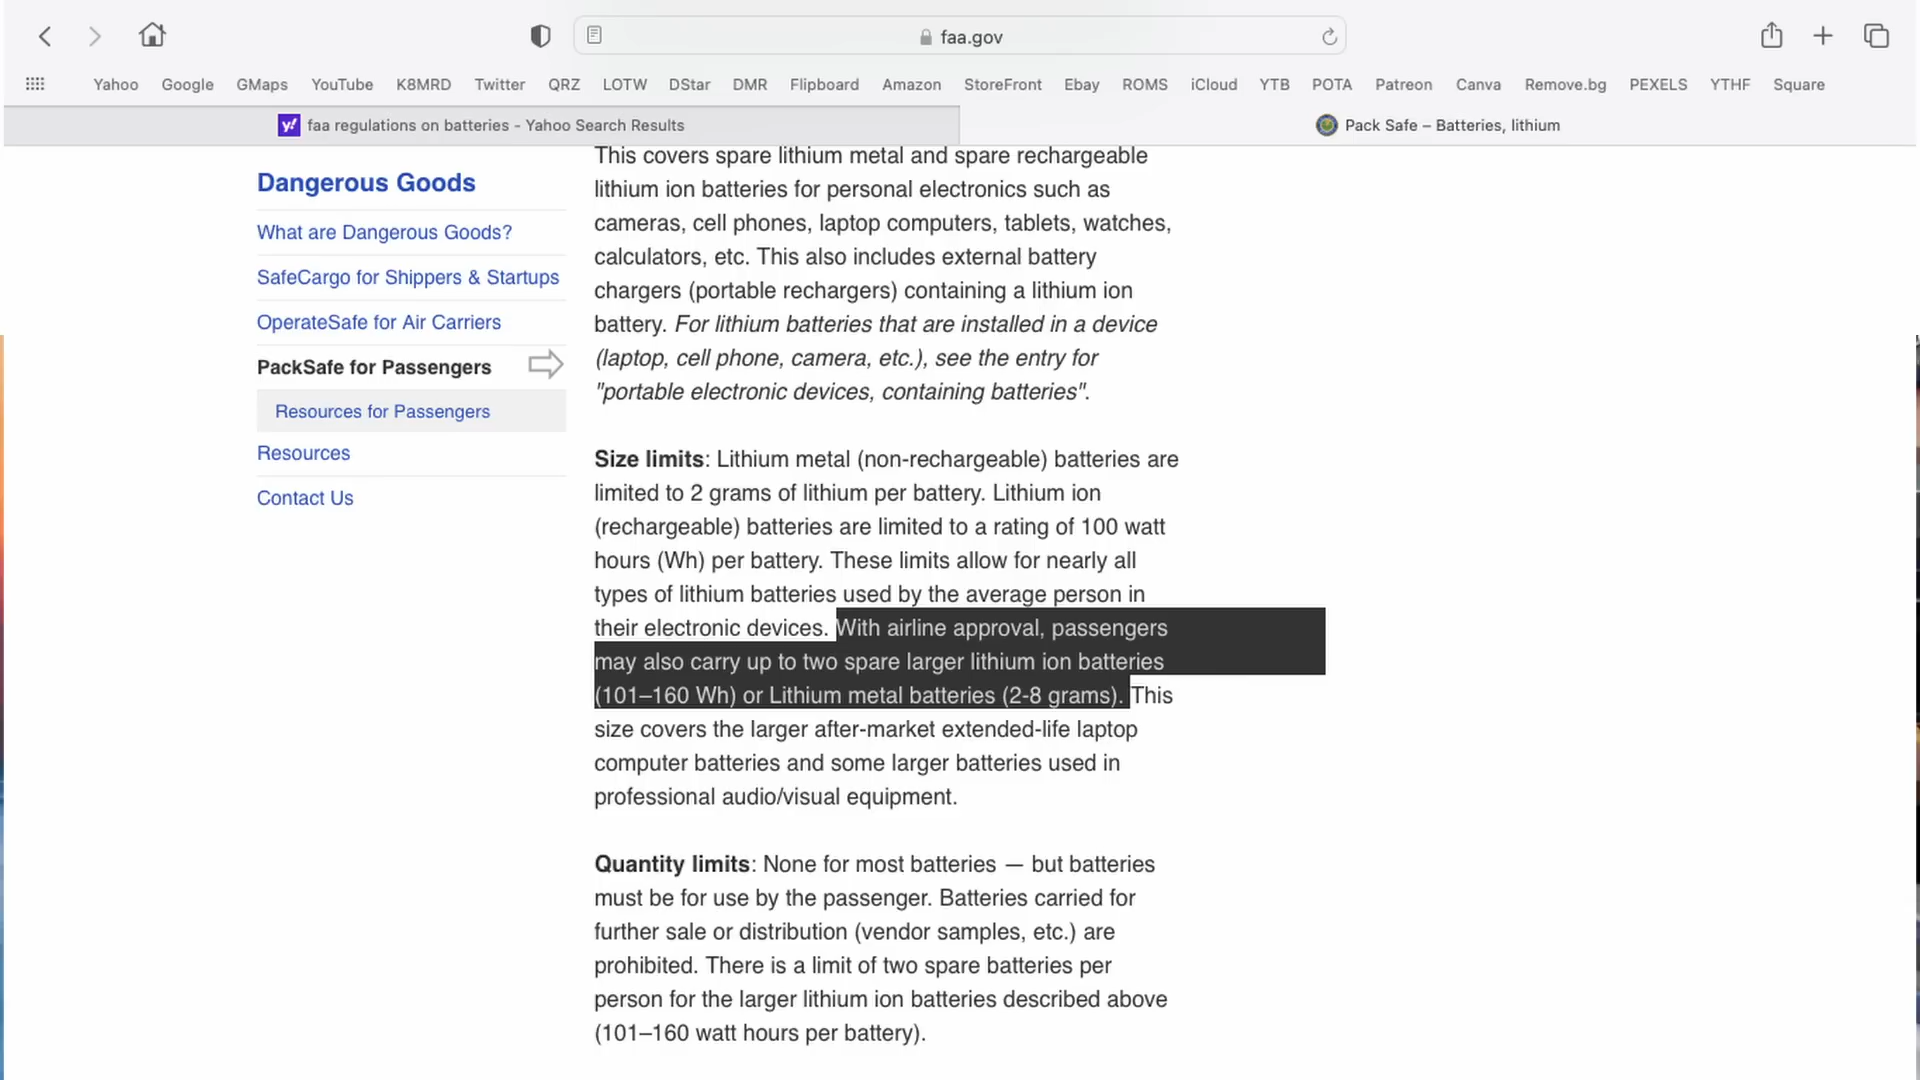 faa.gov
Yahoo Google GMaps YouTube K8MRD Twitter QRZ LOTW DStar DMR Flipboard Amazon StoreFront Ebay ROMS iCloud YTB POTA Patreon Canva Remove.bg PEXELS YTHF Square
y! faa regulations on batteries - Yahoo Search Results
Pack Safe – Batteries, lithium
Dangerous Goods
What are Dangerous Goods?
SafeCargo for Shippers & Startups
OperateSafe for Air Carriers
PackSafe for Passengers
Resources for Passengers
Resources
Contact Us
This covers spare lithium metal and spare rechargeable
lithium ion batteries for personal electronics such as
cameras, cell phones, laptop computers, tablets, watches,
calculators, etc. This also includes external battery
chargers (portable rechargers) containing a lithium ion
battery. For lithium batteries that are installed in a device
(laptop, cell phone, camera, etc.), see the entry for
"portable electronic devices, containing batteries".
Size limits: Lithium metal (non-rechargeable) batteries are
limited to 2 grams of lithium per battery. Lithium ion
(rechargeable) batteries are limited to a rating of 100 watt
hours (Wh) per battery. These limits allow for nearly all
types of lithium batteries used by the average person in
their electronic devices. With airline approval, passengers
may also carry up to two spare larger lithium ion batteries
(101–160 Wh) or Lithium metal batteries (2-8 grams). This
size covers the larger after-market extended-life laptop
computer batteries and some larger batteries used in
professional audio/visual equipment.
Quantity limits: None for most batteries — but batteries
must be for use by the passenger. Batteries carried for
further sale or distribution (vendor samples, etc.) are
prohibited. There is a limit of two spare batteries per
person for the larger lithium ion batteries described above
(101–160 watt hours per battery).